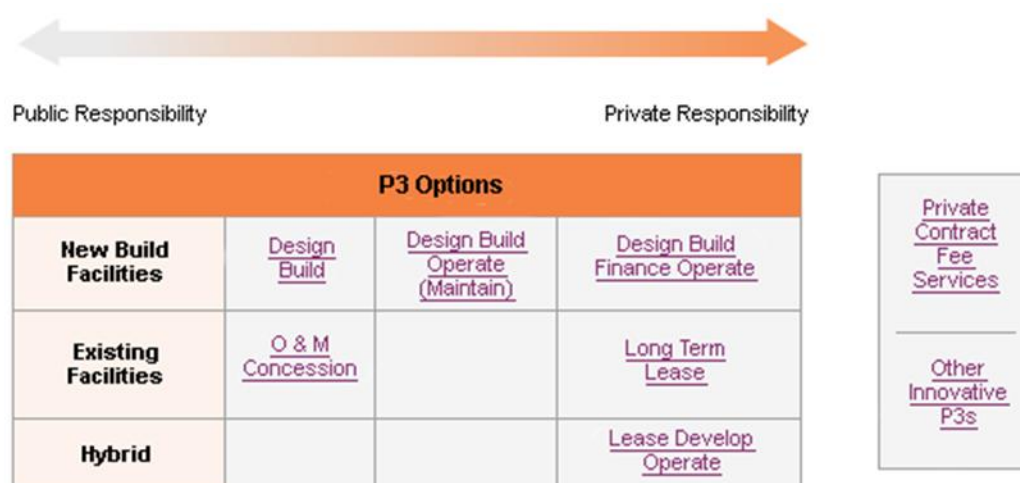 Public Responsibility
Private Responsibility
P3 Options
New Build
Facilities
Design
Build
Design Build
Operate
(Maintain)
Design Build
Finance Operate
Existing
Facilities
O & M
Concession
Long Term
Lease
Hybrid
Lease Develop
Operate
Private
Contract
Fee
Services
Other
Innovative
P3s